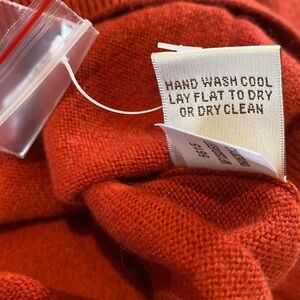 HAND WASH COOL
LAY FLAT TO DRY
OR DRY CLEAN